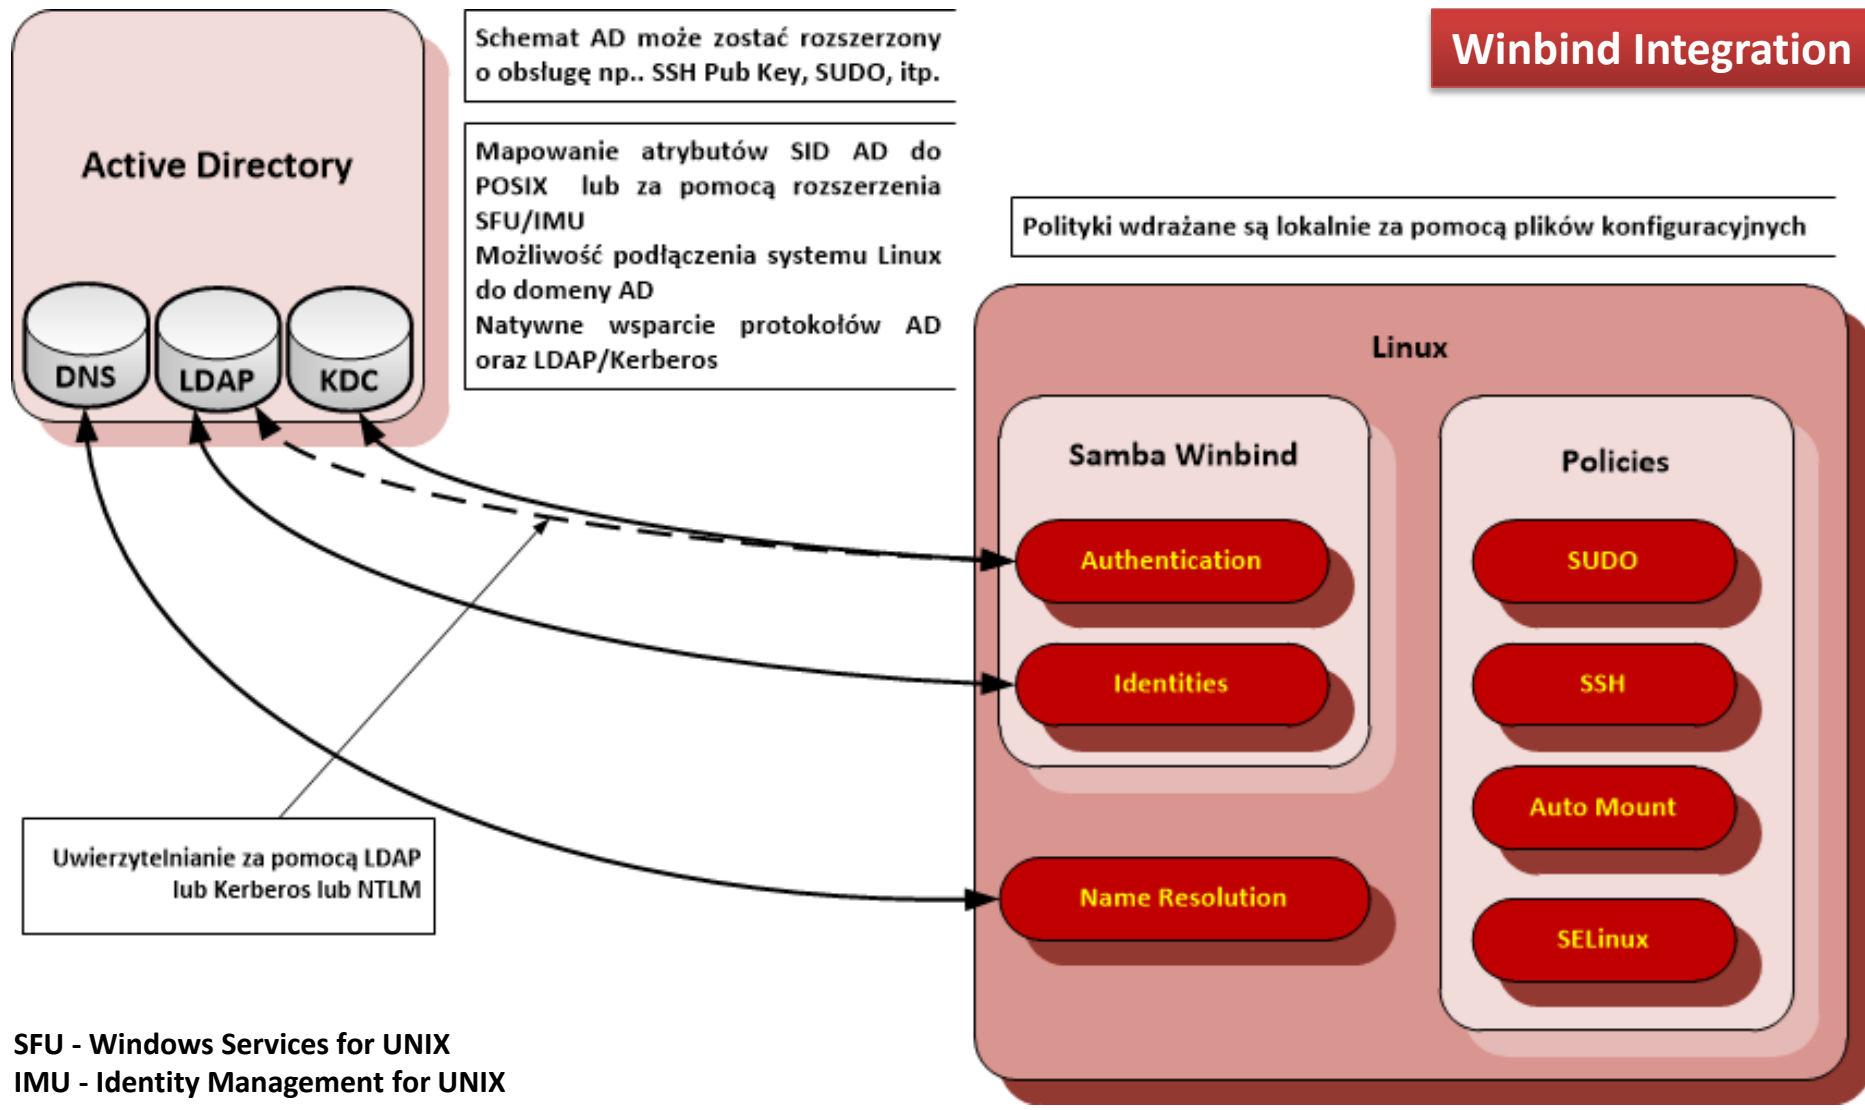 Winbind Integration
Schemat AD może zostać rozszerzony
o obsługę np.. SSH Pub Key, SUDO, itp.
Active Directory
DNS
LDAP
KDC
Mapowanie atrybutów SID AD do
POSIX lub za pomocą rozszerzenia
SFU/IMU
Możliwość podłączenia systemu Linux
do domeny AD
Natywne wsparcie protokołów AD
oraz LDAP/Kerberos
Polityki wdrażane są lokalnie za pomocą plików konfiguracyjnych
Linux
Samba Winbind
Authentication
Identities
Name Resolution
Policies
SUDO
SSH
Auto Mount
SELinux
Uwierzytelnianie za pomocą LDAP
lub Kerberos lub NTLM
SFU - Windows Services for UNIX
IMU - Identity Management for UNIX